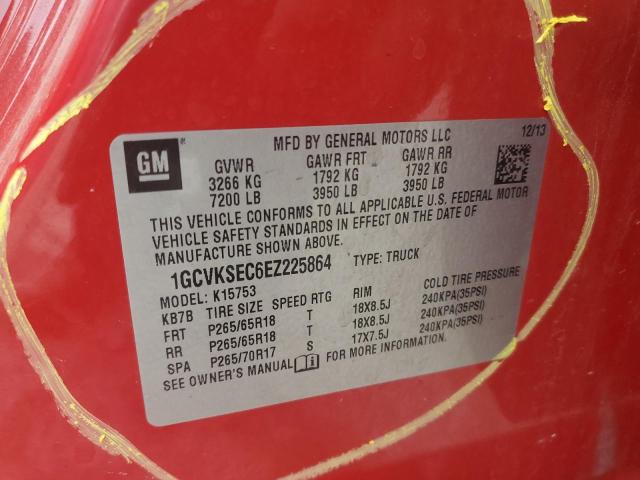 MFD BY GENERAL MOTORS LLC 12/13
GM ®
GVWR GAWR FRT GAWR RR
3266 KG 1792 KG 1792 KG
7200 LB 3950 LB 3950 LB
THIS VEHICLE CONFORMS TO ALL APPLICABLE U.S. FEDERAL MOTOR
VEHICLE SAFETY STANDARDS IN EFFECT ON THE DATE OF
MANUFACTURE SHOWN ABOVE.
1GCVKSEC6EZ225864 TYPE: TRUCK
MODEL: K15753
KB7B TIRE SIZE SPEED RTG RIM COLD TIRE PRESSURE
FRT P265/65R18 T 18X8.5J 240KPA(35PSI)
RR P265/65R18 T 18X8.5J 240KPA(35PSI)
SPA P265/70R17 S 17X7.5J 240KPA(35PSI)
SEE OWNER'S MANUAL i FOR MORE INFORMATION.